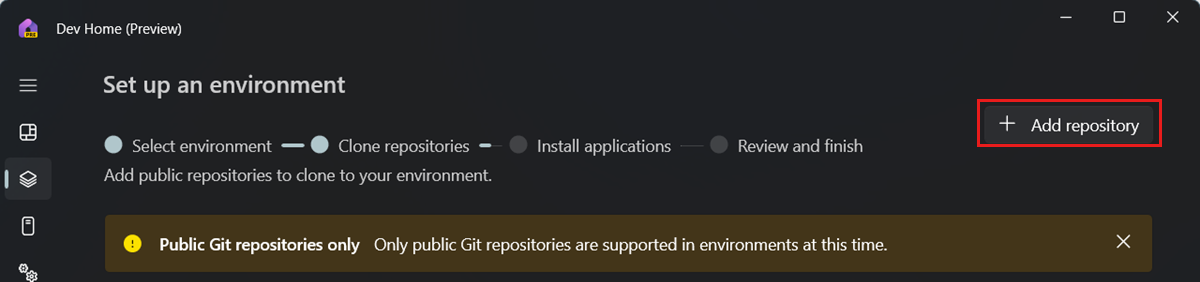 PRE
Dev Home (Preview)
Set up an environment
+ Add repository
Select environment
Clone repositories
Install applications
Review and finish
Add public repositories to clone to your environment.
Public Git repositories only Only public Git repositories are supported in environments at this time.